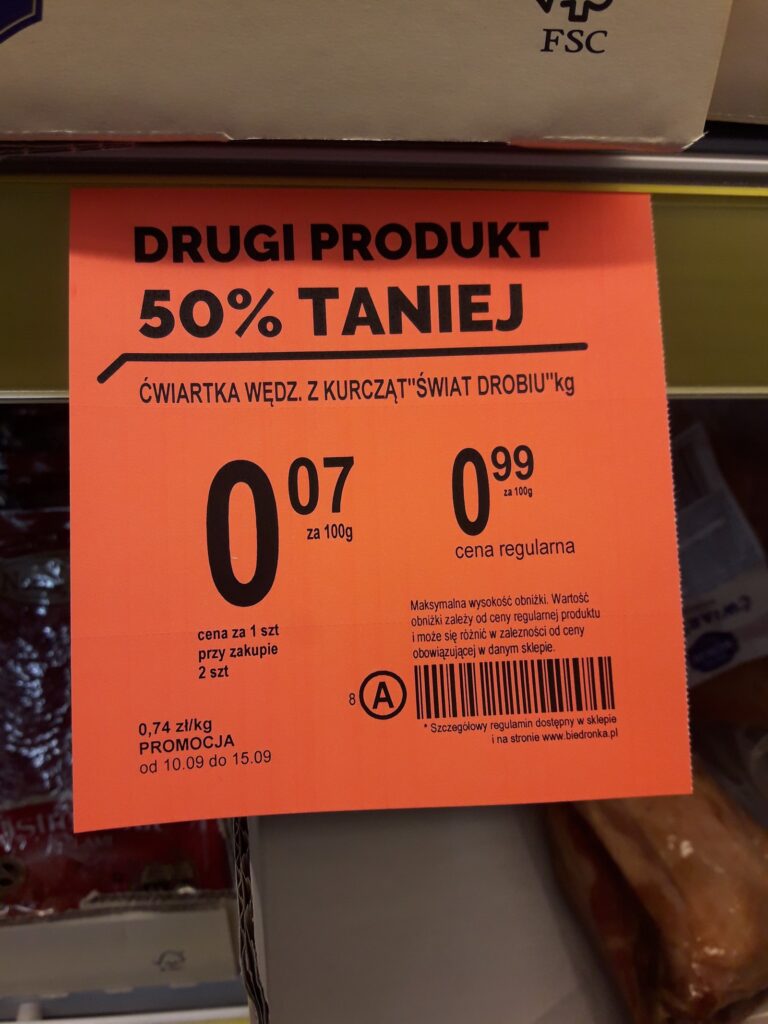 FSC
DRUGI PRODUKT
50% TANIEJ
ĆWIARTKA WĘDZ. Z KURCZĄT"ŚWIAT DROBIU"kg
0 07
za 100g
0 99
za 100g
cena regularna
cena za 1 szt
przy zakupie
2 szt
Maksymalna wysokość obniżki. Wartość
obniżki zależy od ceny regularnej produktu
i może się różnić w zalezności od ceny
obowiązującej w danym sklepie.
8 A
* Szczegółowy regulamin dostępny w sklepie
i na stronie www.biedronka.pl
0,74 zł/kg
PROMOCJA
od 10.09 do 15.09